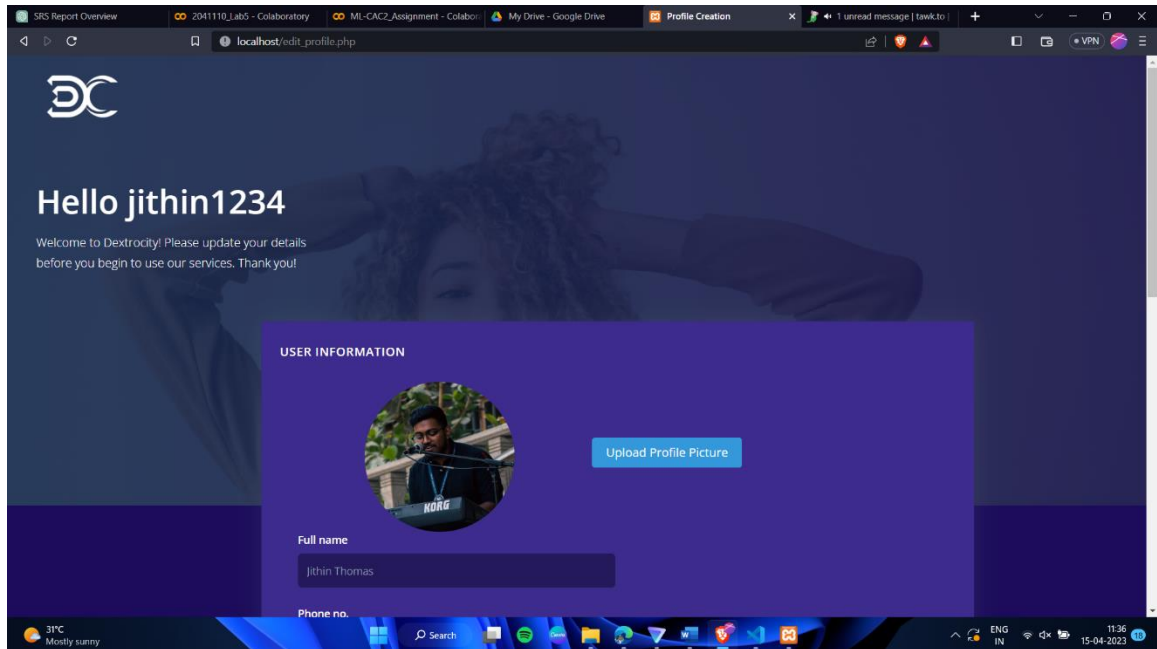 SRS Report Overview
2041110_Lab5 - Colaboratory
ML-CAC2_Assignment - Colabor
My Drive - Google Drive
Profile Creation
1 unread message | tawk.to |
localhost/edit_profile.php
VPN
DC
Hello jithin1234
Welcome to Dextrocity! Please update your details
before you begin to use our services. Thank you!
USER INFORMATION
KORG
Upload Profile Picture
Full name
Jithin Thomas
Phone no.
31°C
Mostly sunny
Search
ENG
IN
11:36
15-04-2023
18